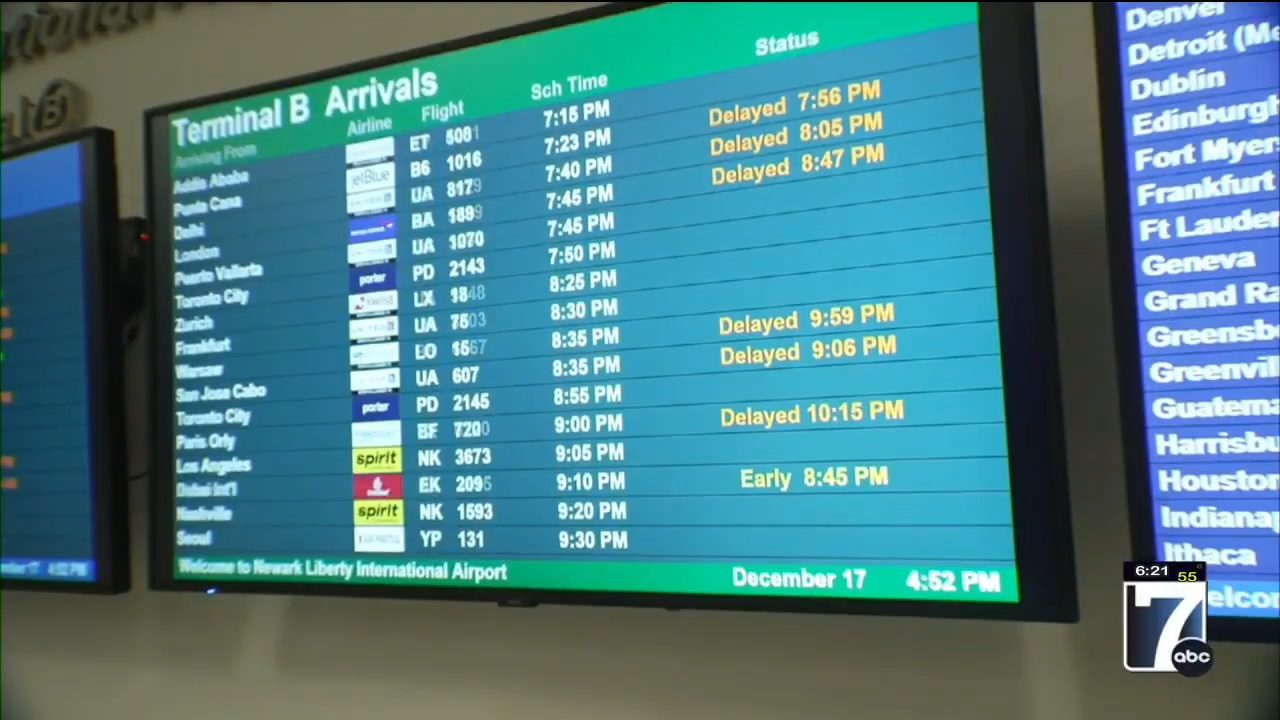 Terminal B Arrivals
Arriving From Airline Flight Sch Time Status
Addis Ababa ET 7:15 PM Delayed 7:56 PM
Punta Cana jetBlue B6 1016 7:23 PM Delayed 8:05 PM
Delhi UA 7:40 PM Delayed 8:47 PM
London BA 7:45 PM
Puerto Vallarta UA 1070 7:45 PM
Toronto City porter PD 2143 7:50 PM
Zurich LX 8:25 PM
Frankfurt UA 8:30 PM
Warsaw LO 8:35 PM Delayed 9:59 PM
San Jose Cabo UA 607 8:35 PM Delayed 9:06 PM
Toronto City porter PD 2145 8:55 PM
Paris Orly BF 9:00 PM Delayed 10:15 PM
Los Angeles spirit NK 3673 9:05 PM
Dubai Int'l EK 9:10 PM Early 8:45 PM
Nashville spirit NK 1593 9:20 PM
Seoul YP 131 9:30 PM
Welcome to Newark Liberty International Airport December 17 4:52 PM
4:52 PM
Denver
Detroit (Me
Dublin
Edinburgh
Fort Myers
Frankfurt
Ft Lauder
Geneva
Grand Ra
Greensb
Greenvil
Guatema
Harrisbu
Houston
Indianap
Ithaca
elcom
6:21 55°
7
abc